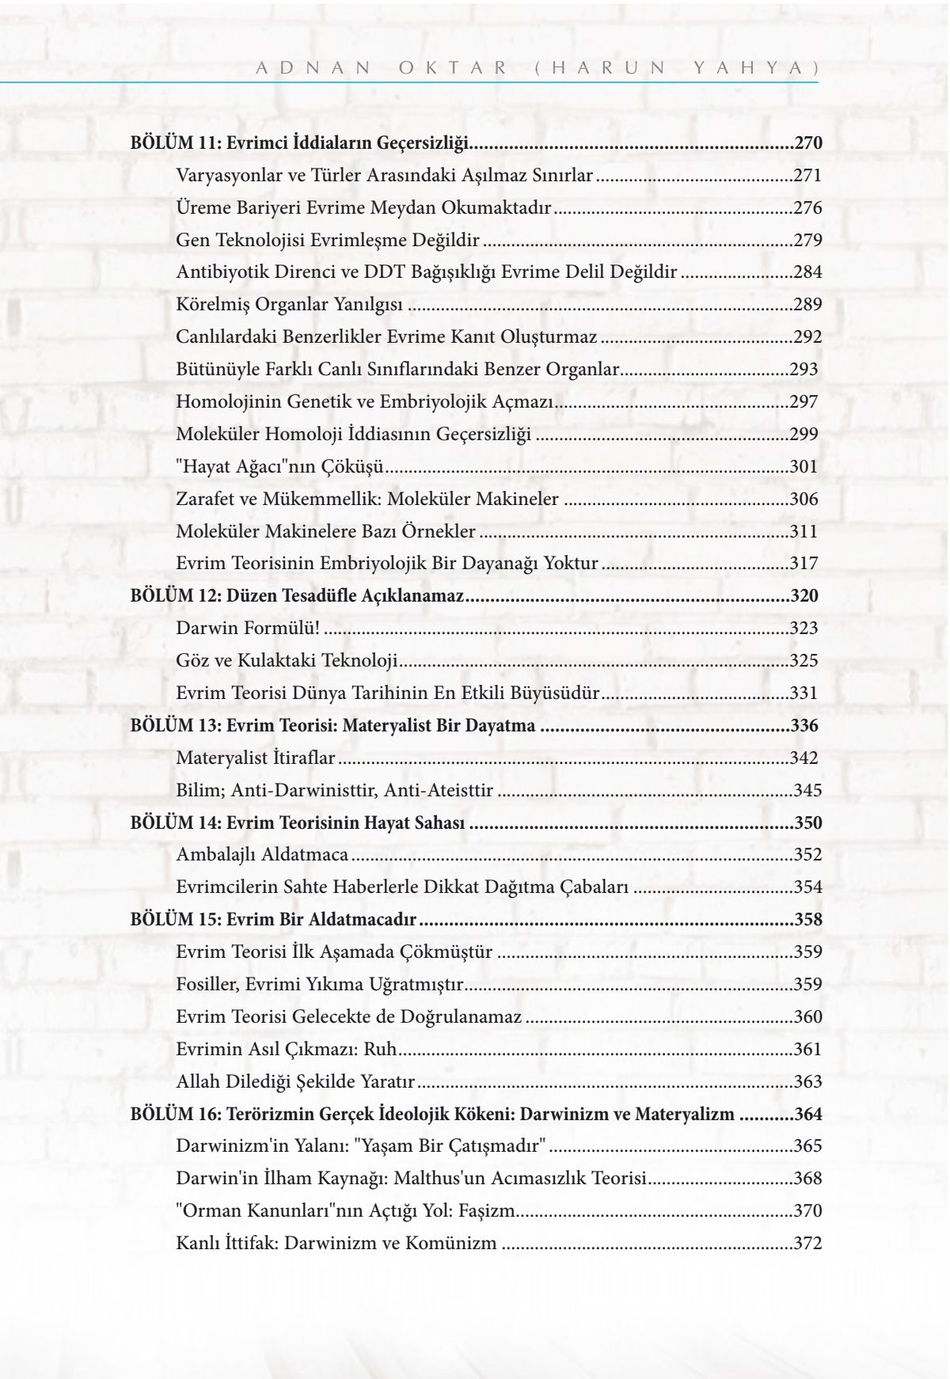 ADNAN OKTAR (HARUN YAHYA)
BÖLÜM 11: Evrimci İddiaların Geçersizliği.................................................................270
Varyasyonlar ve Türler Arasındaki Aşılmaz Sınırlar.......................................271
Üreme Bariyeri Evrime Meydan Okumaktadır...............................................276
Gen Teknolojisi Evrimleşme Değildir.............................................................279
Antibiyotik Direnci ve DDT Bağışıklığı Evrime Delil Değildir......................284
Körelmiş Organlar Yanılgısı ............................................................................289
Canlılardaki Benzerlikler Evrime Kanıt Oluşturmaz......................................292
Bütünüyle Farklı Canlı Sınıflarındaki Benzer Organlar.................................293
Homolojinin Genetik ve Embriyolojik Açmazı..............................................297
Moleküler Homoloji İddiasının Geçersizliği ..................................................299
"Hayat Ağacı"nın Çöküşü................................................................................301
Zarafet ve Mükemmellik: Moleküler Makineler ............................................306
Moleküler Makinelere Bazı Örnekler.............................................................311
Evrim Teorisinin Embriyolojik Bir Dayanağı Yoktur.....................................317
BÖLÜM 12: Düzen Tesadüfle Açıklanamaz.................................................................320
Darwin Formülü!............................................................................................323
Göz ve Kulaktaki Teknoloji.............................................................................325
Evrim Teorisi Dünya Tarihinin En Etkili Büyüsüdür.....................................331
BÖLÜM 13: Evrim Teorisi: Materyalist Bir Dayatma ..................................................336
Materyalist İtiraflar.........................................................................................342
Bilim; Anti-Darwinisttir, Anti-Ateisttir ..........................................................345
BÖLÜM 14: Evrim Teorisinin Hayat Sahası .................................................................350
Ambalajlı Aldatmaca.......................................................................................352
Evrimcilerin Sahte Haberlerle Dikkat Dağıtma Çabaları ...............................354
BÖLÜM 15: Evrim Bir Aldatmacadır...........................................................................358
Evrim Teorisi İlk Aşamada Çökmüştür ..........................................................359
Fosiller, Evrimi Yıkıma Uğratmıştır.................................................................359
Evrim Teorisi Gelecekte de Doğrulanamaz.....................................................360
Evrimin Asıl Çıkmazı: Ruh..............................................................................361
Allah Dilediği Şekilde Yaratır..........................................................................363
BÖLÜM 16: Terörizmin Gerçek İdeolojik Kökeni: Darwinizm ve Materyalizm ...........364
Darwinizm'in Yalanı: "Yaşam Bir Çatışmadır"................................................365
Darwin'in İlham Kaynağı: Malthus'un Acımasızlık Teorisi.............................368
"Orman Kanunları"nın Açtığı Yol: Faşizm.......................................................370
Kanlı İttifak: Darwinizm ve Komünizm .........................................................372